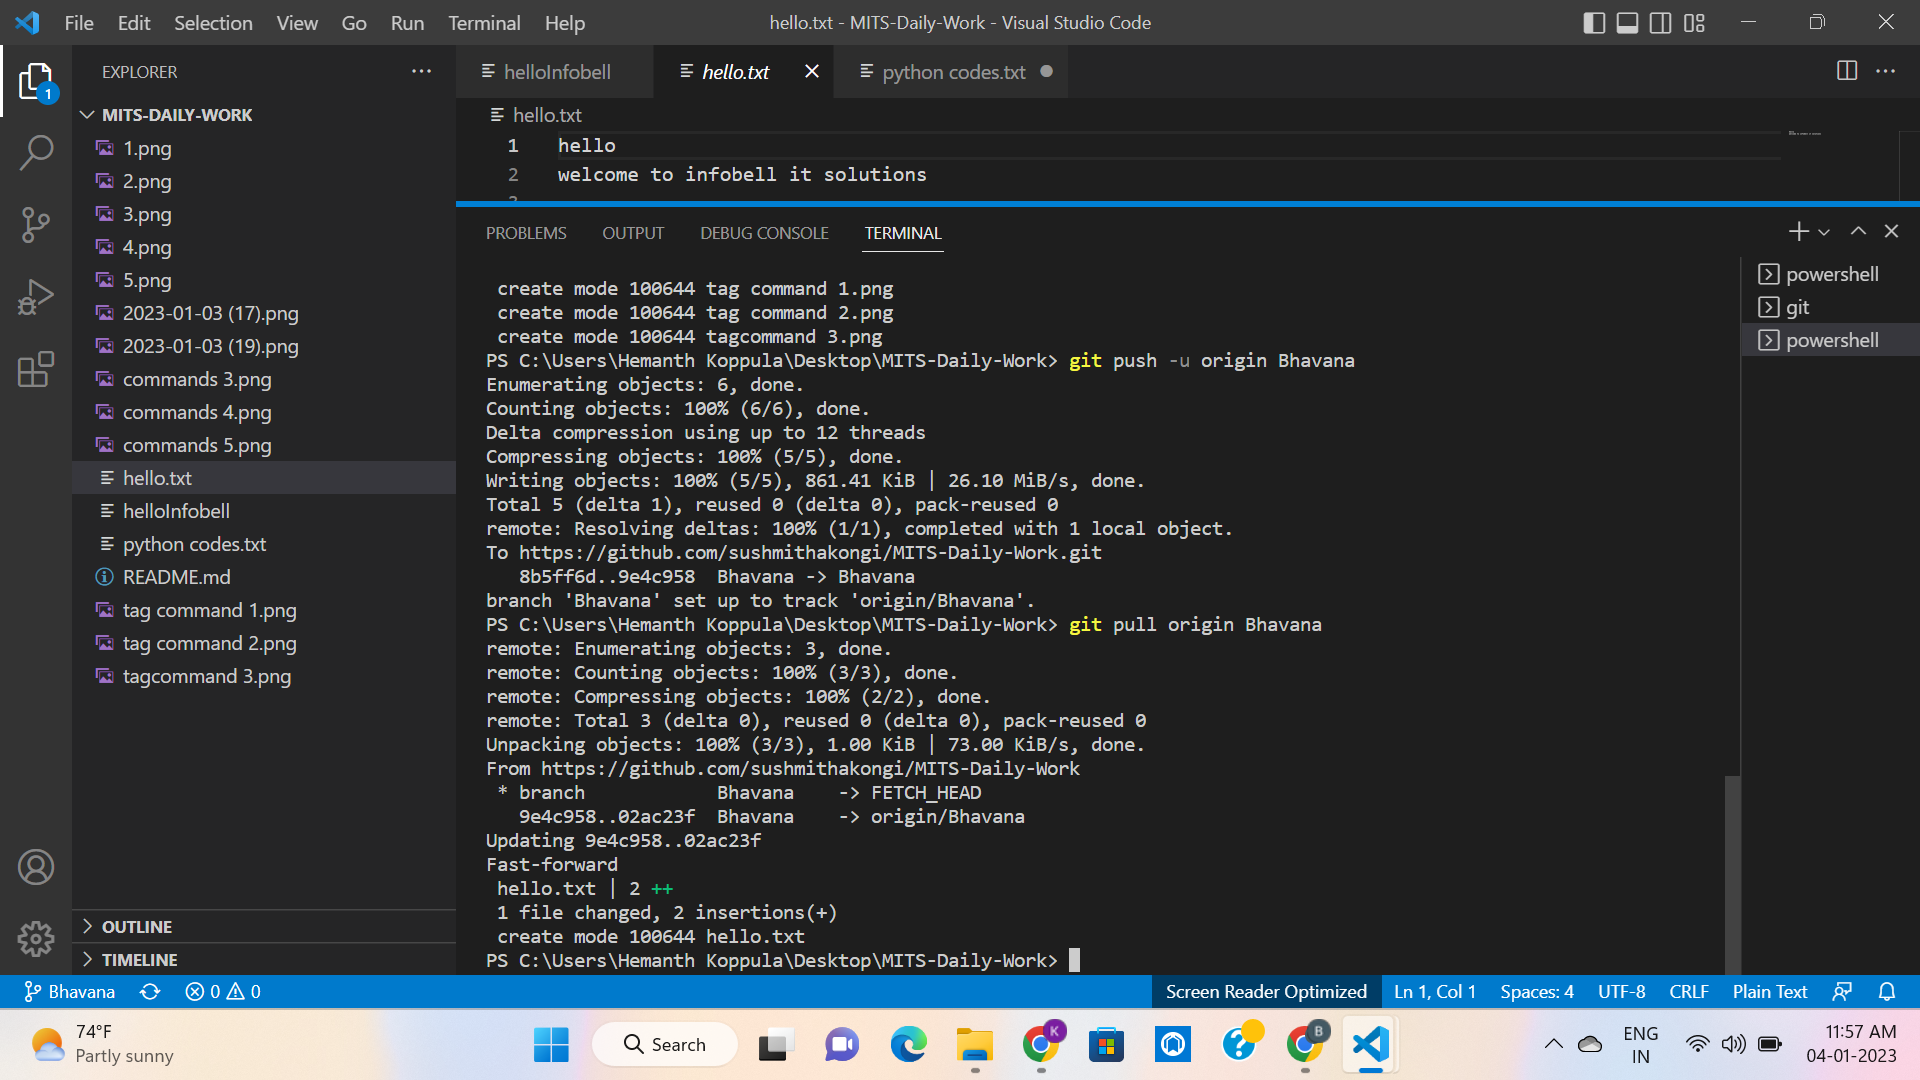 File Edit Selection View Go Run Terminal Help
hello.txt - MITS-Daily-Work - Visual Studio Code
EXPLORER
1
MITS-DAILY-WORK
1.png
2.png
3.png
4.png
5.png
2023-01-03 (17).png
2023-01-03 (19).png
commands 3.png
commands 4.png
commands 5.png
hello.txt
helloInfobell
python codes.txt
README.md
tag command 1.png
tag command 2.png
tagcommand 3.png
OUTLINE
TIMELINE
helloInfobell
hello.txt
python codes.txt
hello.txt
1 hello
2 welcome to infobell it solutions
PROBLEMS OUTPUT DEBUG CONSOLE TERMINAL
create mode 100644 tag command 1.png
create mode 100644 tag command 2.png
create mode 100644 tagcommand 3.png
PS C:\Users\Hemanth Koppula\Desktop\MITS-Daily-Work> git push -u origin Bhavana
Enumerating objects: 6, done.
Counting objects: 100% (6/6), done.
Delta compression using up to 12 threads
Compressing objects: 100% (5/5), done.
Writing objects: 100% (5/5), 861.41 KiB | 26.10 MiB/s, done.
Total 5 (delta 1), reused 0 (delta 0), pack-reused 0
remote: Resolving deltas: 100% (1/1), completed with 1 local object.
To https://github.com/sushmithakongi/MITS-Daily-Work.git
8b5ff6d..9e4c958 Bhavana -> Bhavana
branch 'Bhavana' set up to track 'origin/Bhavana'.
PS C:\Users\Hemanth Koppula\Desktop\MITS-Daily-Work> git pull origin Bhavana
remote: Enumerating objects: 3, done.
remote: Counting objects: 100% (3/3), done.
remote: Compressing objects: 100% (2/2), done.
remote: Total 3 (delta 0), reused 0 (delta 0), pack-reused 0
Unpacking objects: 100% (3/3), 1.00 KiB | 73.00 KiB/s, done.
From https://github.com/sushmithakongi/MITS-Daily-Work
* branch Bhavana -> FETCH_HEAD
9e4c958..02ac23f Bhavana -> origin/Bhavana
Updating 9e4c958..02ac23f
Fast-forward
hello.txt | 2 ++
1 file changed, 2 insertions(+)
create mode 100644 hello.txt
PS C:\Users\Hemanth Koppula\Desktop\MITS-Daily-Work>
powershell
git
powershell
Bhavana 0 0
Screen Reader Optimized Ln 1, Col 1 Spaces: 4 UTF-8 CRLF Plain Text
74°F
Partly sunny
Search
K
B
ENG
IN
11:57 AM
04-01-2023